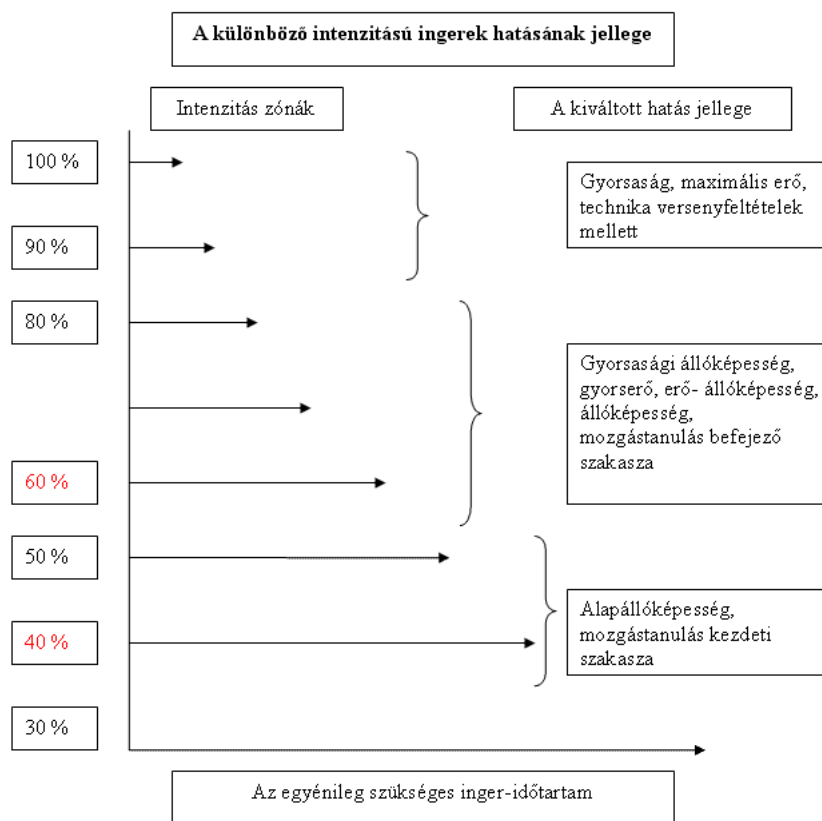 A különböző intenzitású ingerek hatásának jellege
Intenzitás zónák
A kiváltott hatás jellege
100 %
90 %
80 %
60 %
50 %
40 %
30 %
Gyorsaság, maximális erő,
technika versenyfeltételek
mellett
Gyorsasági állóképesség,
gyorserő, erő- állóképesség,
állóképesség,
mozgástanulás befejező
szakasza
Alapállóképesség,
mozgástanulás kezdeti
szakasza
Az egyénileg szükséges inger-időtartam